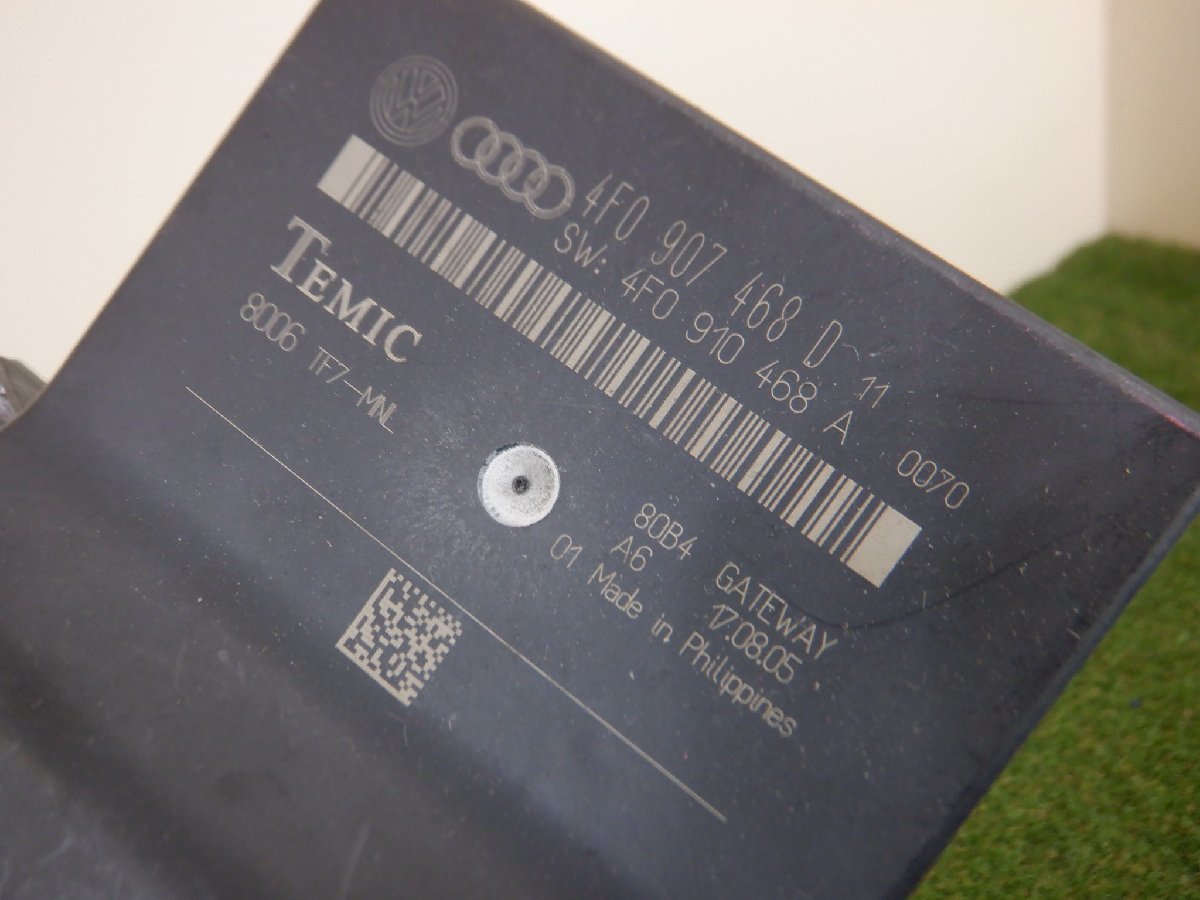 4F0 907 468 D 11
SW: 4F0 910 468 A 0070
TEMIC
8006 TF7-MNL
80B4 GATEWAY
A6 17.08.05
01 Made in Philippines